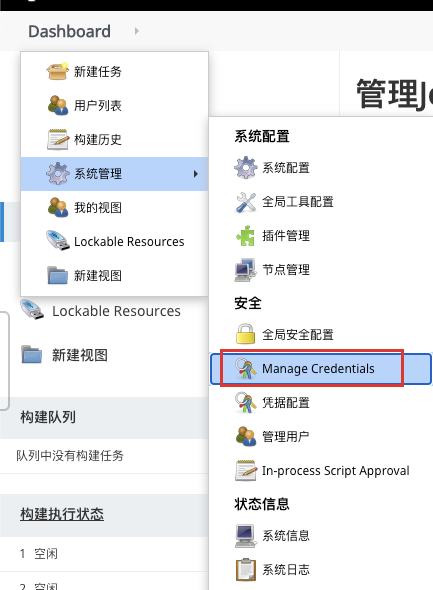 Dashboard
新建任务
用户列表
构建历史
系统管理
我的视图
Lockable Resources
新建视图
管理Je
系统配置
系统配置
全局工具配置
插件管理
节点管理
安全
全局安全配置
Manage Credentials
凭据配置
管理用户
In-process Script Approval
状态信息
系统信息
系统日志
Lockable Resources
新建视图
构建队列
队列中没有构建任务
构建执行状态
1 空闲
2 空闲